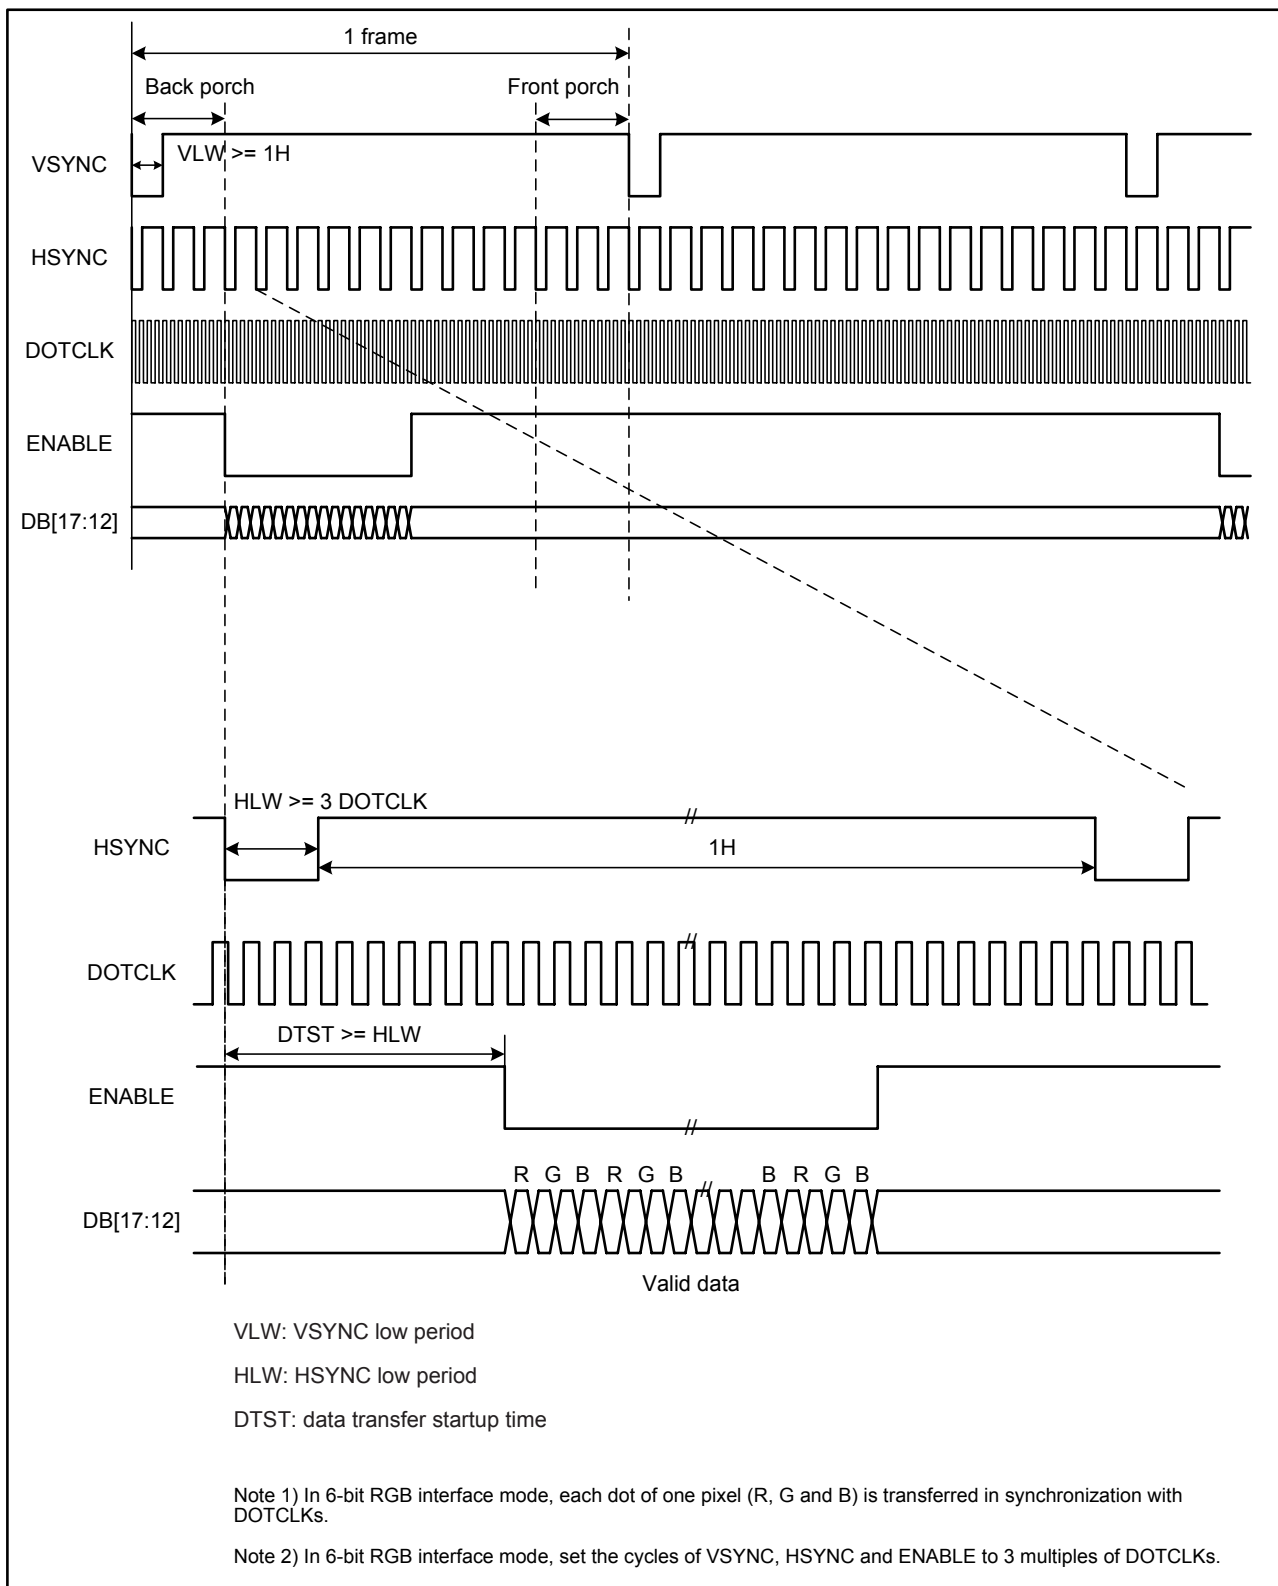 1 frame
Back porch
Front porch
VSYNC
VLW >= 1H
HSYNC
DOTCLK
ENABLE
DB[17:12]
HLW >= 3 DOTCLK
//
HSYNC
1H
//
DOTCLK
DTST >= HLW
ENABLE
//
R G B R G B // B R G B
DB[17:12]
Valid data
VLW: VSYNC low period
HLW: HSYNC low period
DTST: data transfer startup time
Note 1) In 6-bit RGB interface mode, each dot of one pixel (R, G and B) is transferred in synchronization with
DOTCLKs.
Note 2) In 6-bit RGB interface mode, set the cycles of VSYNC, HSYNC and ENABLE to 3 multiples of DOTCLKs.